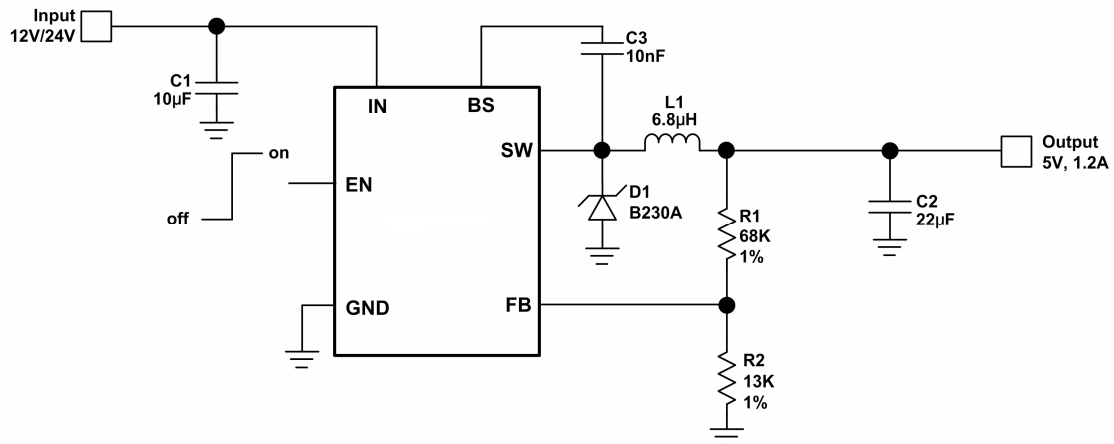 Input
12V/24V
C1
10µF
IN
BS
C3
10nF
SW
L1
6.8µH
Output
5V, 1.2A
on
off
EN
D1
B230A
R1
68K
1%
C2
22µF
GND
FB
R2
13K
1%